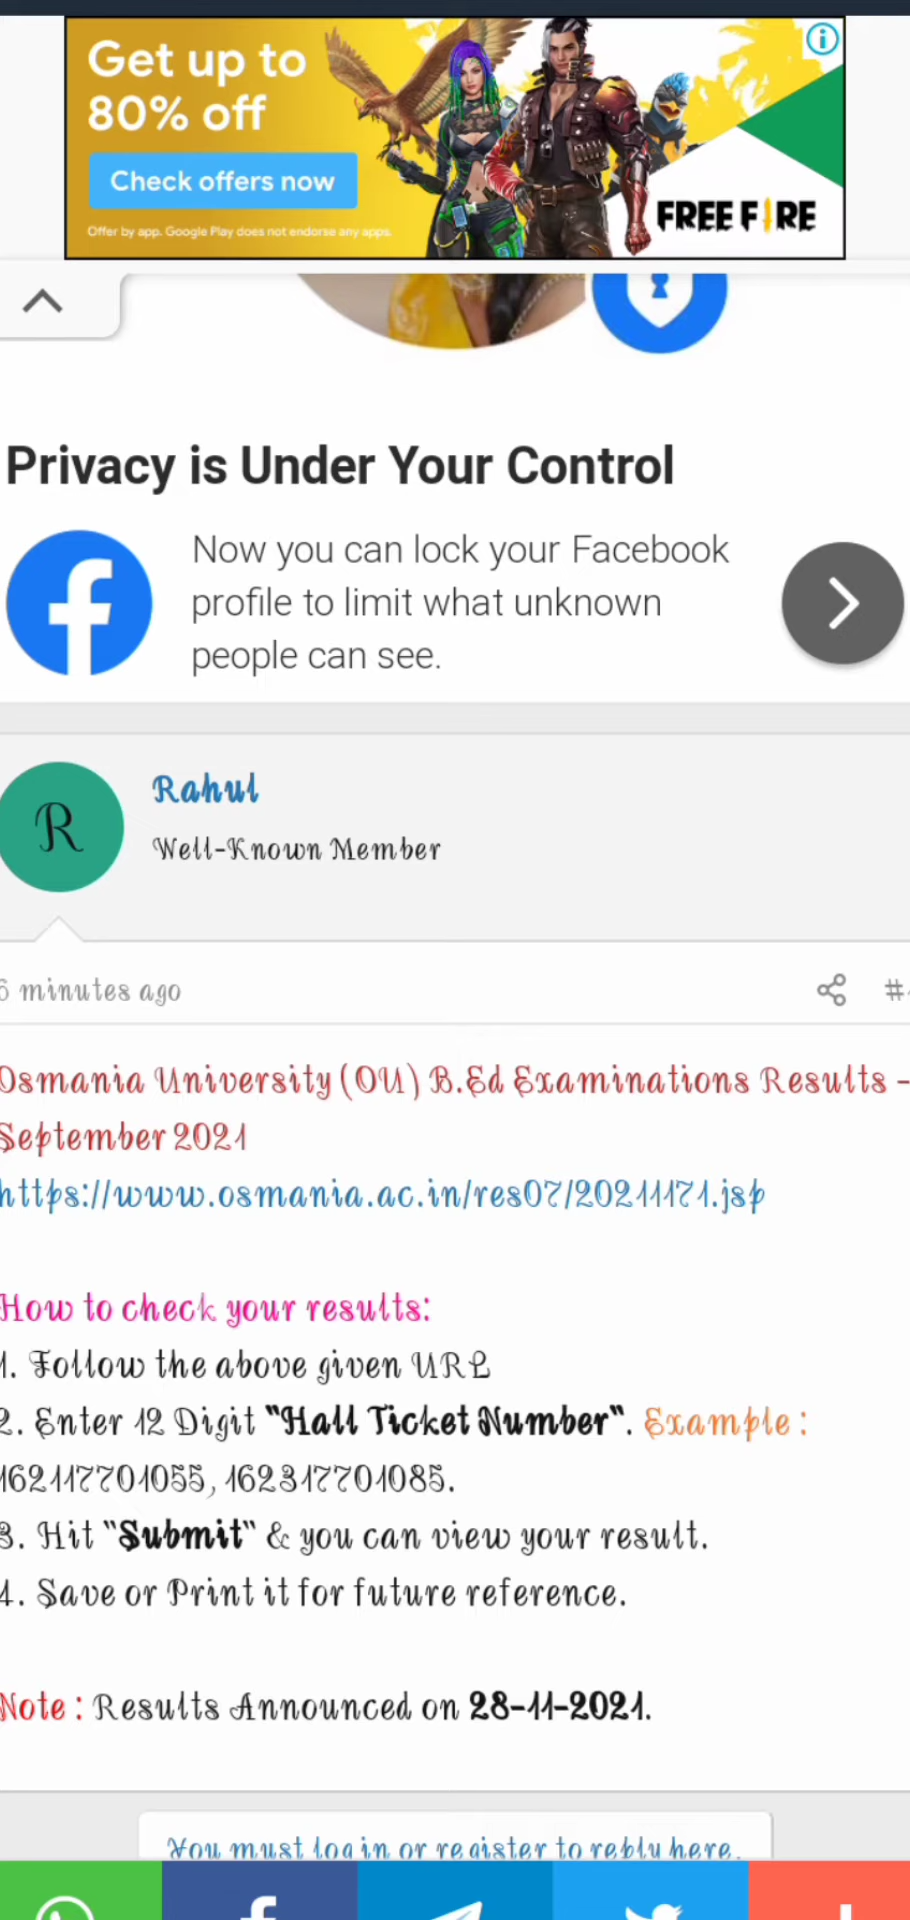 Get up to
80% off
Check offers now
Offer by app. Google Play does not endorse any apps.
FREE FIRE
Privacy is Under Your Control
Now you can lock your Facebook
profile to limit what unknown
people can see.
R
Rahul
Well-Known Member
6 minutes ago
#
Osmania University (OU) B.Ed Examinations Results -
September 2021
https://www.osmania.ac.in/res07/20211171.jsp
How to check your results:
1. Follow the above given URL
2. Enter 12 Digit "Hall Ticket Number". Example :
162117701055, 162317701085.
3. Hit "Submit" & you can view your result.
4. Save or Print it for future reference.
Note : Results Announced on 28-11-2021.
You must log in or register to reply here.